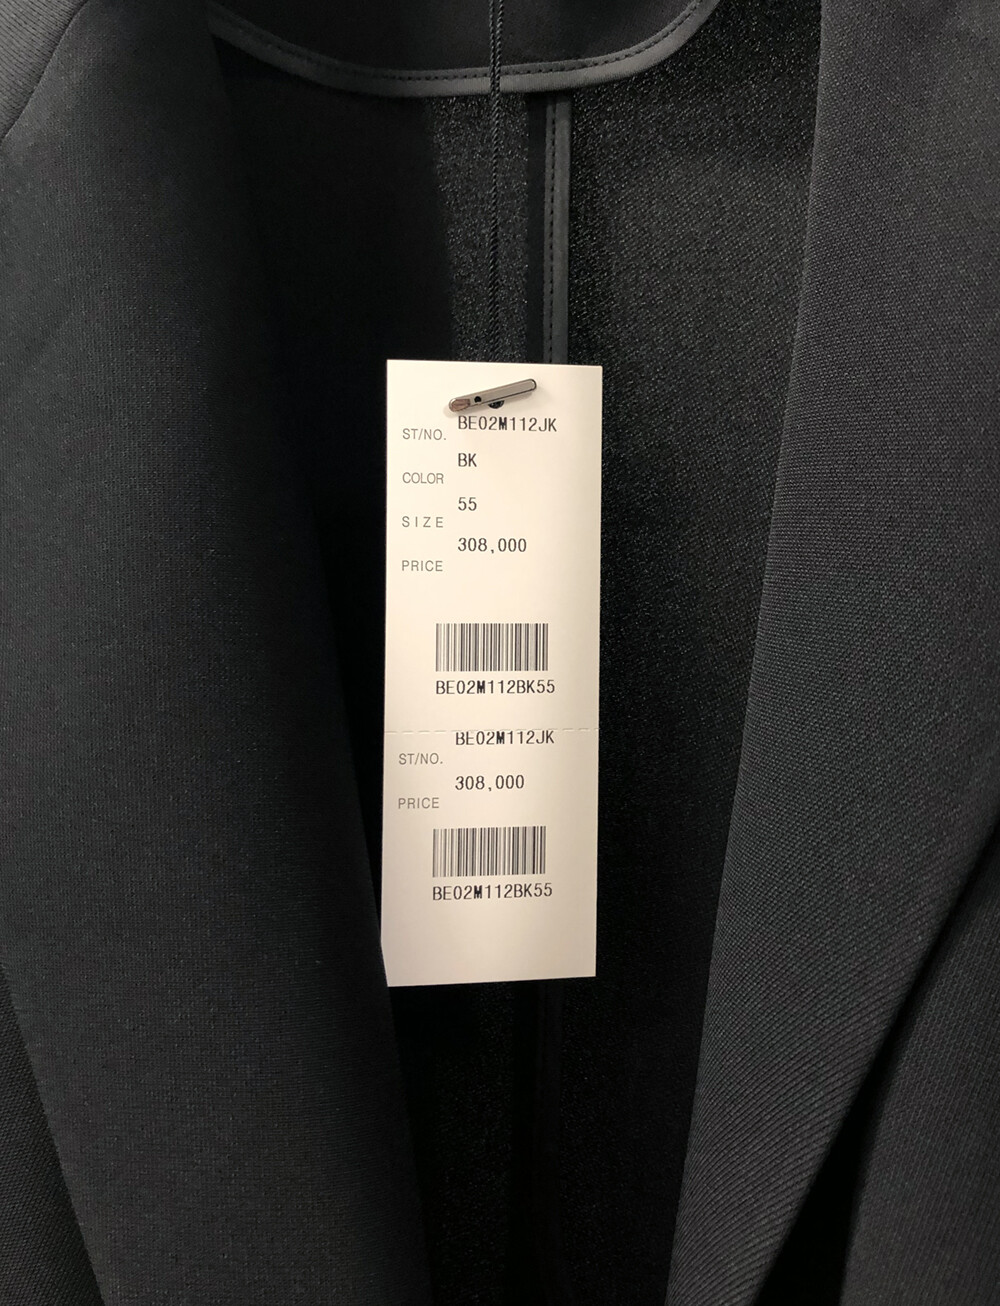 ST/NO. BE02M112JK
COLOR BK
SIZE 55
PRICE 308,000
BE02M112BK55
ST/NO. BE02M112JK
PRICE 308,000
BE02M112BK55